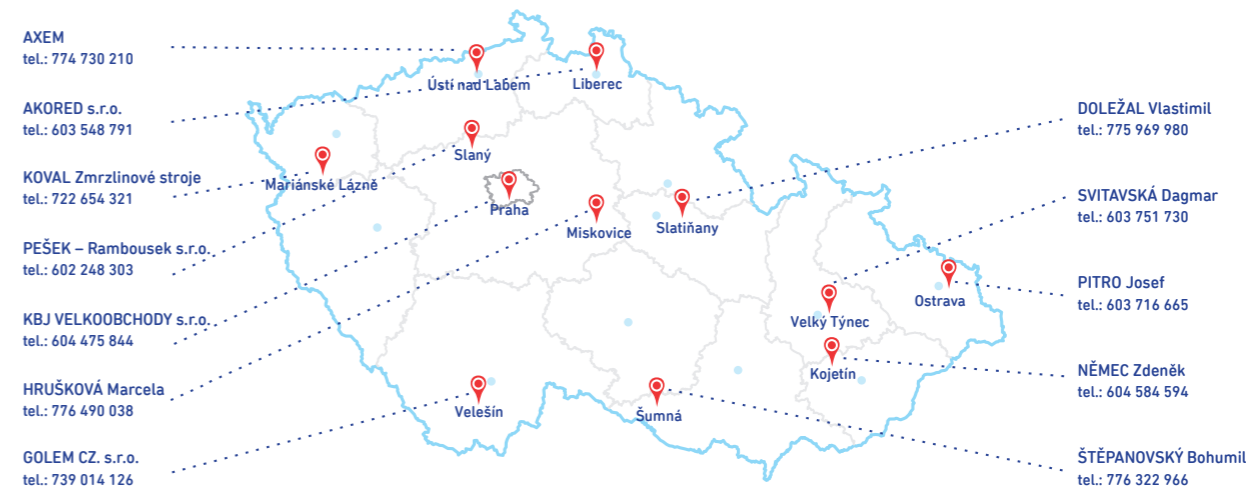 AXEM
tel.: 774 730 210
AKORED s.r.o.
tel.: 603 548 791
KOVAL Zmrzlinové stroje
tel.: 722 654 321
PEŠEK – Rambousek s.r.o.
tel.: 602 248 303
KBJ VELKOOBCHODY s.r.o.
tel.: 604 475 844
HRUŠKOVÁ Marcela
tel.: 776 490 038
GOLEM CZ. s.r.o.
tel.: 739 014 126
Ústí nad Labem
Liberec
Slaný
Mariánské Lázně
Praha
Miskovice
Slatiňany
Ostrava
Velký Týnec
Kojetín
Velešín
Šumná
DOLEŽAL Vlastimil
tel.: 775 969 980
SVITAVSKÁ Dagmar
tel.: 603 751 730
PITRO Josef
tel.: 603 716 665
NĚMEC Zdeněk
tel.: 604 584 594
ŠTĚPANOVSKÝ Bohumil
tel.: 776 322 966